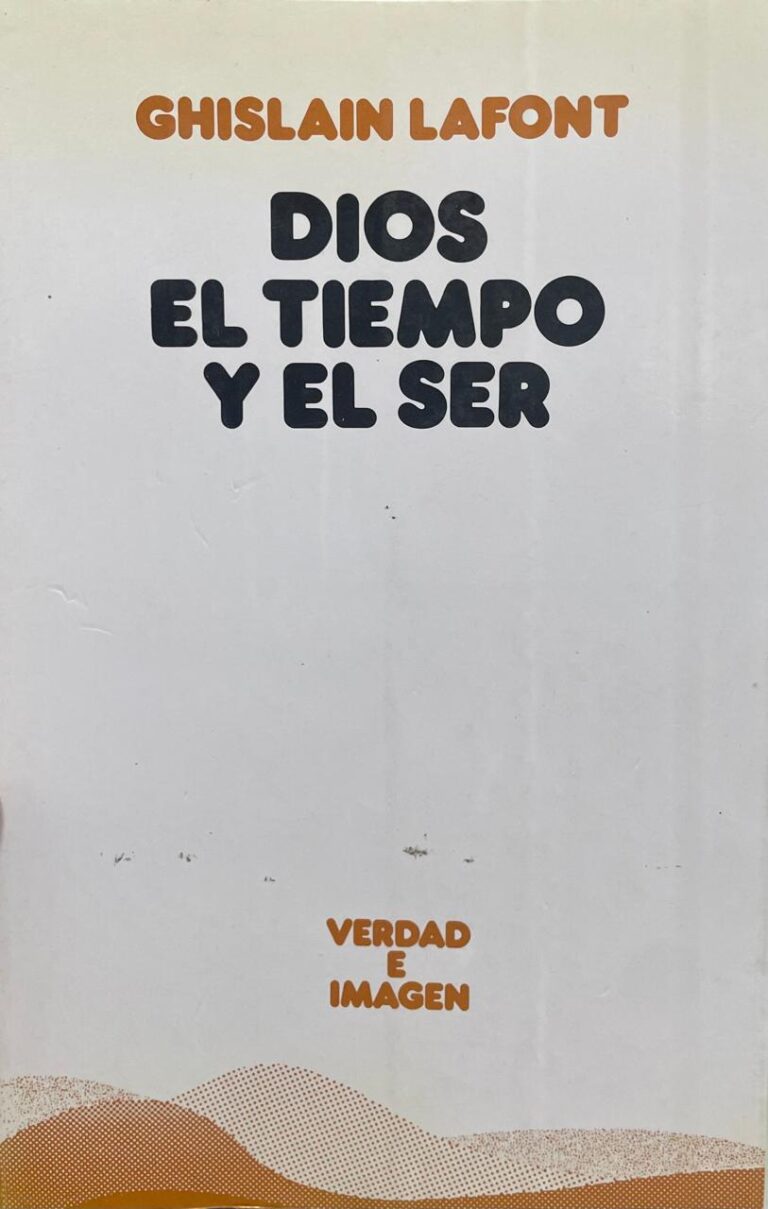 GHISLAIN LAFONT
DIOS
EL TIEMPO
Y EL SER
VERDAD
E
IMAGEN